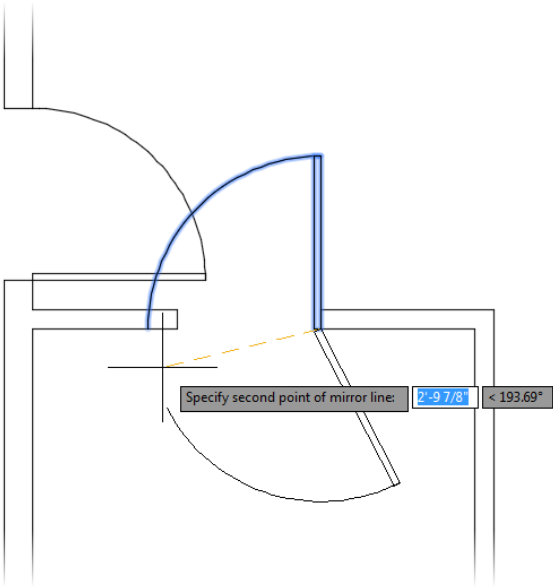 Specify second point of mirror line: 2'-9 7/8" < 193.69°